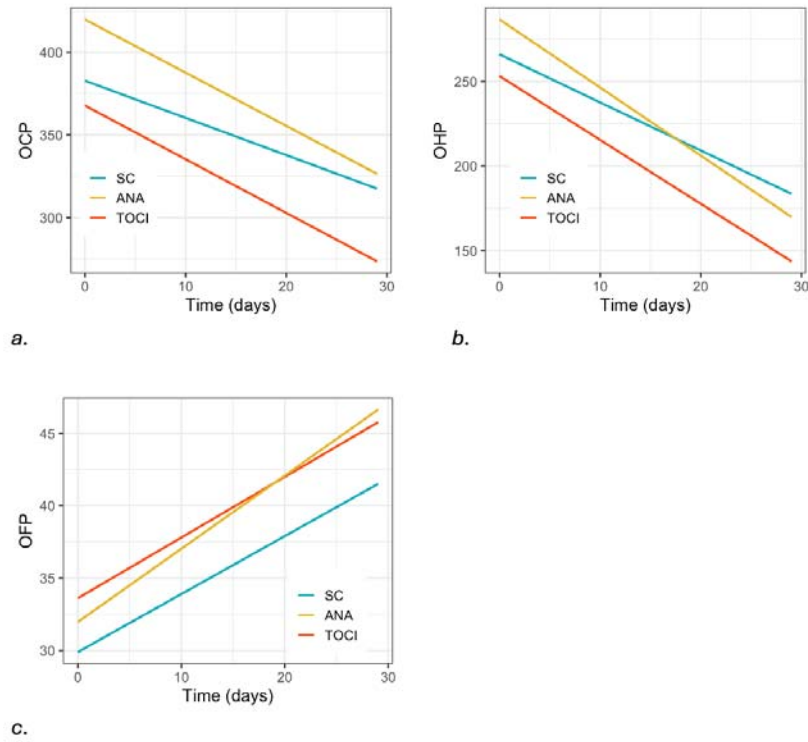 OCP
400
350
300
SC
ANA
TOCI
0
10
20
30
Time (days)
a.
OHP
250
200
150
SC
ANA
TOCI
0
10
20
30
Time (days)
b.
OFP
45
40
35
30
SC
ANA
TOCI
0
10
20
30
Time (days)
c.